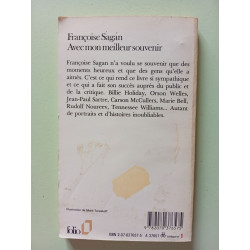 Françoise Sagan
Avec mon meilleur souvenir
Françoise Sagan n'a voulu se souvenir que des
moments heureux et que des gens qu'elle a
aimés. C'est ce qui rend ce livre si sympathique
et ce qui a fait son succès auprès du public
et de la critique. Billie Holiday, Orson Welles,
Jean-Paul Sartre, Carson McCullers, Marie Bell,
Rudolf Noureev, Tennessee Williams... Autant
de portraits et d'histoires inoubliables.
folio